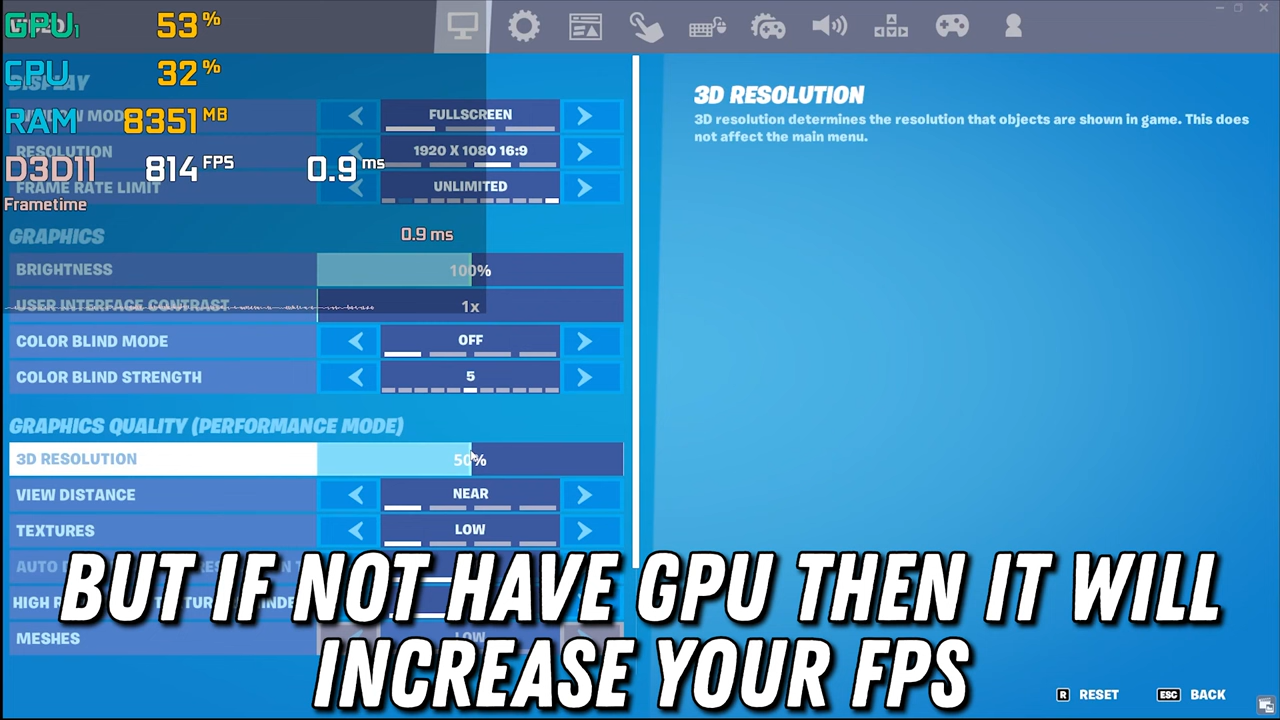 GPU1 53 %
CPU 32 %
DISPLAY
RAM 8351 MB
FULLSCREEN
RESOLUTION 1920 X 1080 16:9
D3D11 814 FPS 0.9 ms
FRAME RATE LIMIT UNLIMITED
Frametime
GRAPHICS 0.9 ms
BRIGHTNESS 100%
USER INTERFACE CONTRAST 1x
COLOR BLIND MODE OFF
COLOR BLIND STRENGTH 5
GRAPHICS QUALITY (PERFORMANCE MODE)
3D RESOLUTION 50%
VIEW DISTANCE NEAR
TEXTURES LOW
MESHES LOW
3D RESOLUTION
3D resolution determines the resolution that objects are shown in game. This does
not affect the main menu.
BUT IF NOT HAVE GPU THEN IT WILL
INCREASE YOUR FPS
R RESET ESC BACK